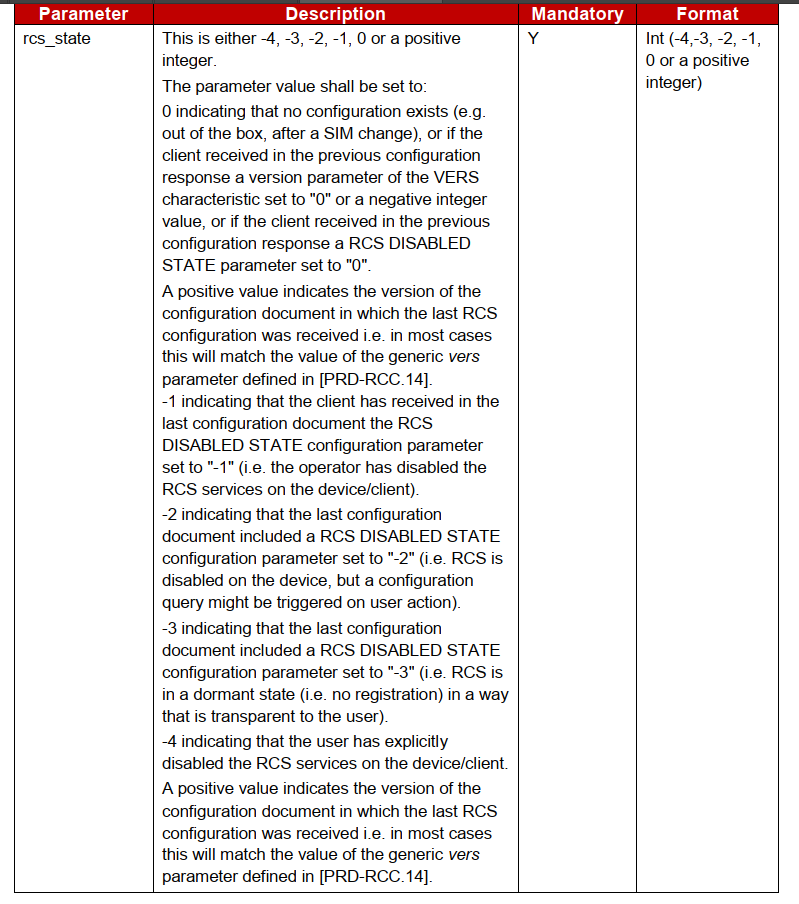 Parameter Description Mandatory Format
rcs_state This is either -4, -3, -2, -1, 0 or a positive Y Int (-4,-3, -2, -1,
integer. 0 or a positive
The parameter value shall be set to: integer)
0 indicating that no configuration exists (e.g.
out of the box, after a SIM change), or if the
client received in the previous configuration
response a version parameter of the VERS
characteristic set to "0" or a negative integer
value, or if the client received in the previous
configuration response a RCS DISABLED
STATE parameter set to "0".
A positive value indicates the version of the
configuration document in which the last RCS
configuration was received i.e. in most cases
this will match the value of the generic vers
parameter defined in [PRD-RCC.14].
-1 indicating that the client has received in the
last configuration document the RCS
DISABLED STATE configuration parameter
set to "-1" (i.e. the operator has disabled the
RCS services on the device/client).
-2 indicating that the last configuration
document included a RCS DISABLED STATE
configuration parameter set to "-2" (i.e. RCS is
disabled on the device, but a configuration
query might be triggered on user action).
-3 indicating that the last configuration
document included a RCS DISABLED STATE
configuration parameter set to "-3" (i.e. RCS is
in a dormant state (i.e. no registration) in a way
that is transparent to the user).
-4 indicating that the user has explicitly
disabled the RCS services on the device/client.
A positive value indicates the version of the
configuration document in which the last RCS
configuration was received i.e. in most cases
this will match the value of the generic vers
parameter defined in [PRD-RCC.14].